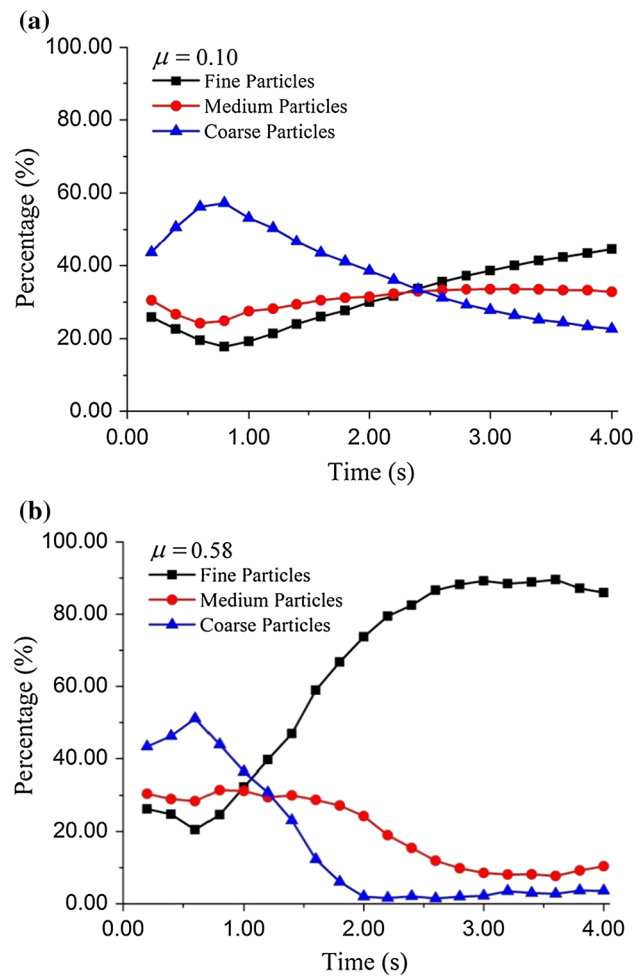 (a)
100.00
μ = 0.10
Fine Particles
Medium Particles
Coarse Particles
80.00
60.00
40.00
20.00
0.00
Percentage (%)
0.00 1.00 2.00 3.00 4.00
Time (s)
(b)
100.00
μ = 0.58
Fine Particles
Medium Particles
Coarse Particles
80.00
60.00
40.00
20.00
0.00
Percentage (%)
0.00 1.00 2.00 3.00 4.00
Time (s)